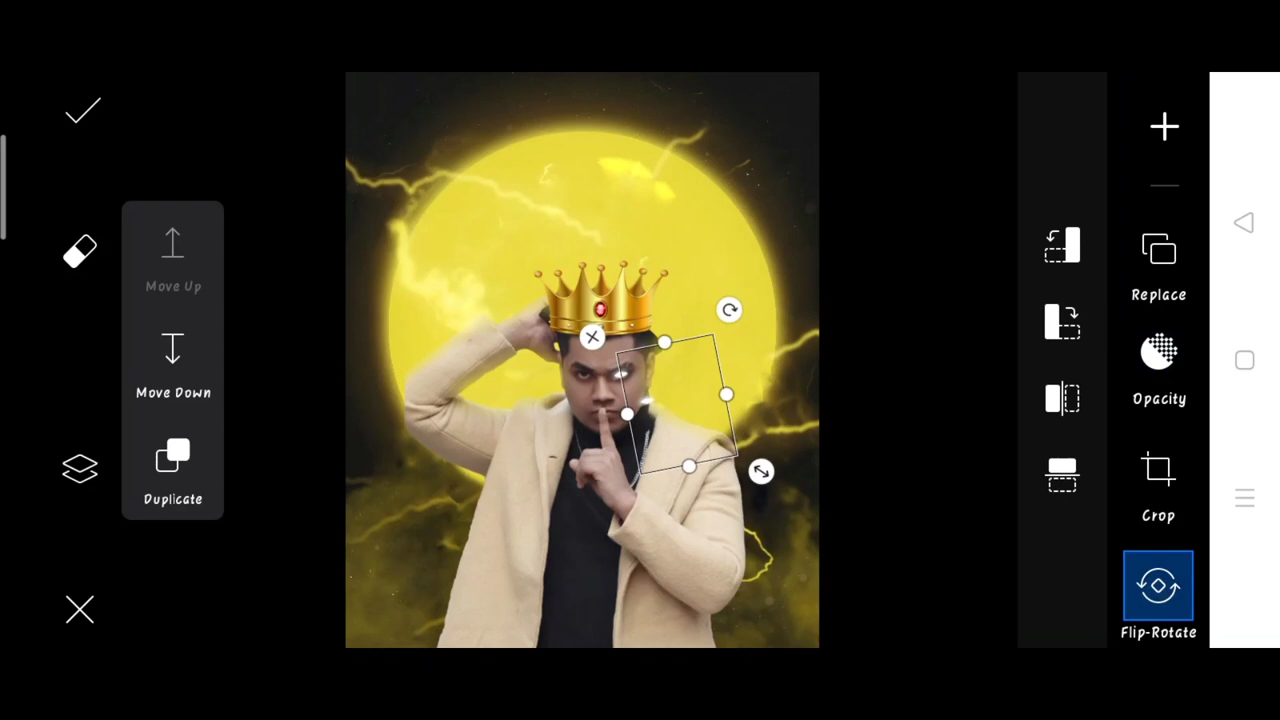 Move Up
Move Down
Duplicate
Replace
Opacity
Crop
Flip-Rotate